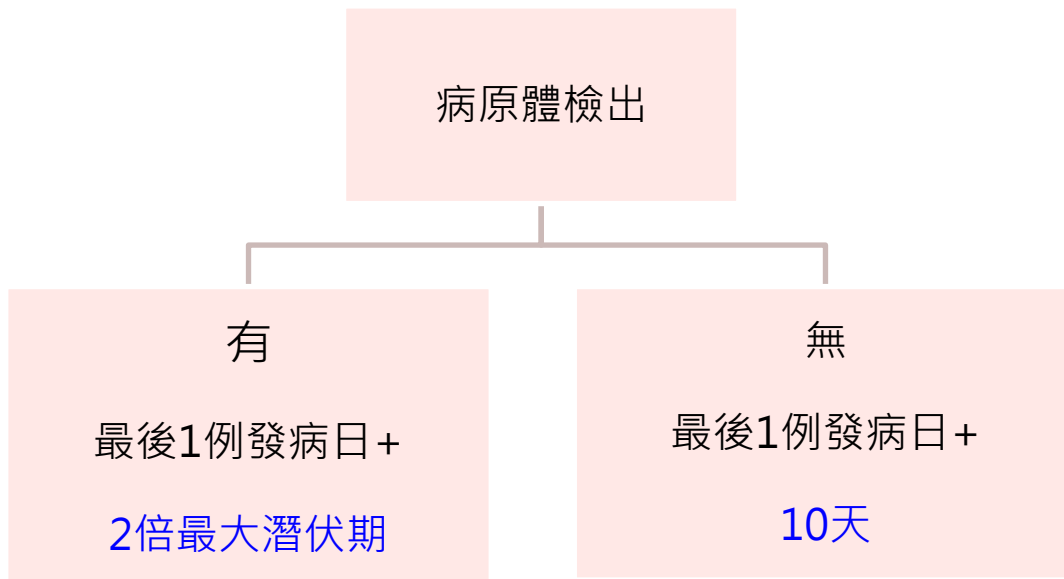 病原體檢出
有
最後1例發病日+
2倍最大潛伏期
無
最後1例發病日+
10天